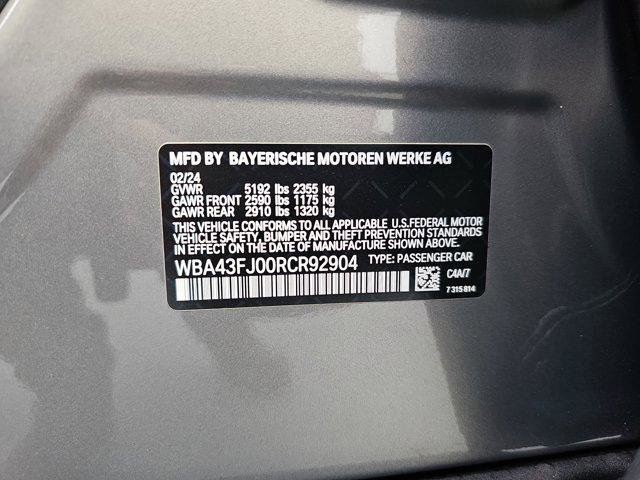 MFD BY BAYERISCHE MOTOREN WERKE AG
02/24
GVWR 5192 lbs 2355 kg
GAWR FRONT 2590 lbs 1175 kg
GAWR REAR 2910 lbs 1320 kg
THIS VEHICLE CONFORMS TO ALL APPLICABLE U.S.FEDERAL MOTOR
VEHICLE SAFETY, BUMPER AND THEFT PREVENTION STANDARDS
IN EFFECT ON THE DATE OF MANUFACTURE SHOWN ABOVE.
WBA43FJ00RCR92904 TYPE: PASSENGER CAR
C4A/7
7 315 814